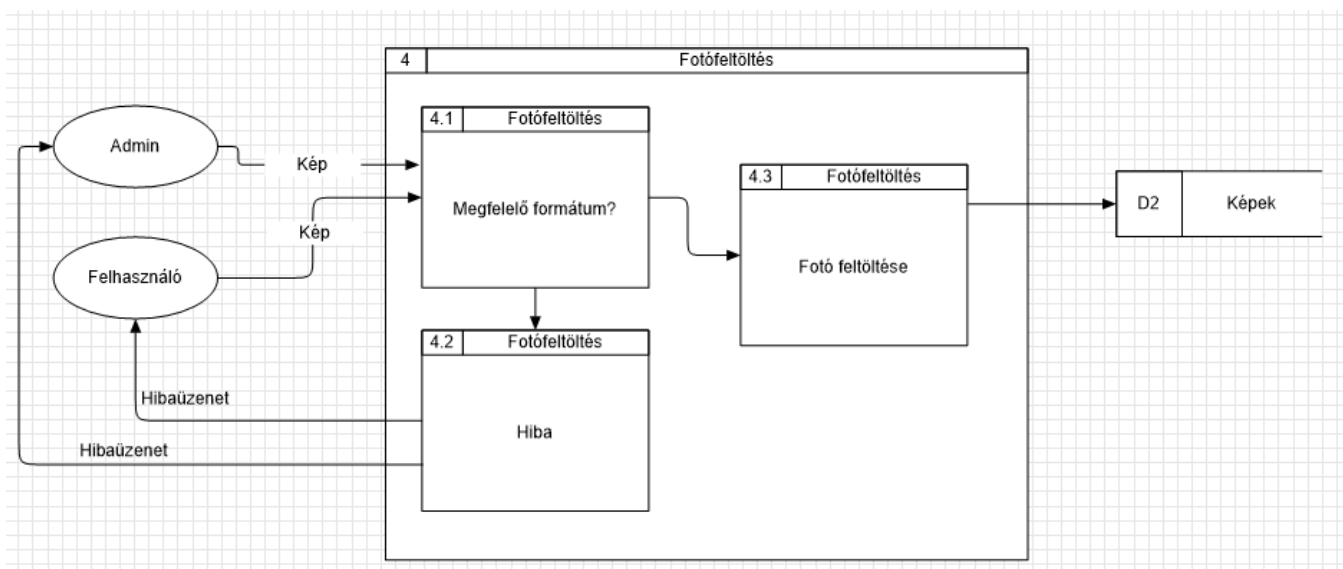 4 Fotófeltöltés
4.1 Fotófeltöltés
Admin
Kép
4.3 Fotófeltöltés
Megfelelő formátum?
D2 Képek
Kép
Felhasználó
Fotó feltöltése
4.2 Fotófeltöltés
Hibaüzenet
Hiba
Hibaüzenet